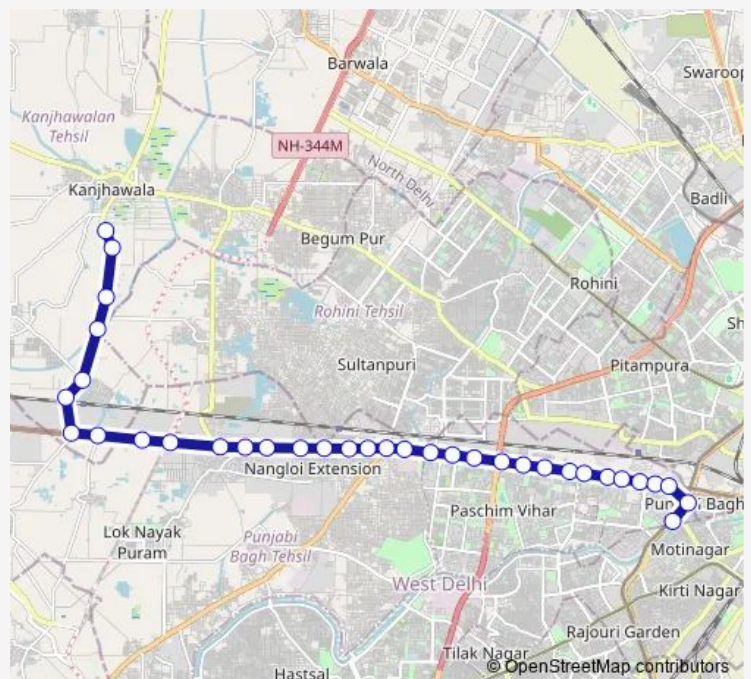 Barwala
Swaroop
Kanjhawalan
Tehsil
NH-344M
North Delhi
Kanjhawala
Badli
Begum Pur
Rohini
Rohini Tehsil
Sh
Sultanpuri
Pitampura
Nangloi Extension
Paschim Vihar
Lok Nayak
Puram
Punjabi
Bagh Tehsil
Motinagar
West Delhi
Kirti Nagar
Rajouri Garden
Tilak Nagar
Hastsal
© OpenStreetMap contributors